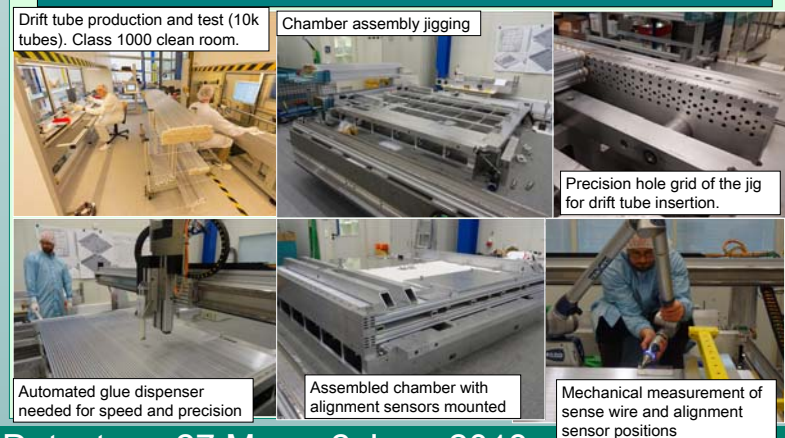 Drift tube production and test (10k
tubes). Class 1000 clean room.
Chamber assembly jigging
Precision hole grid of the jig
for drift tube insertion.
Automated glue dispenser
needed for speed and precision
Assembled chamber with
alignment sensors mounted
Mechanical measurement of
sense wire and alignment
sensor positions